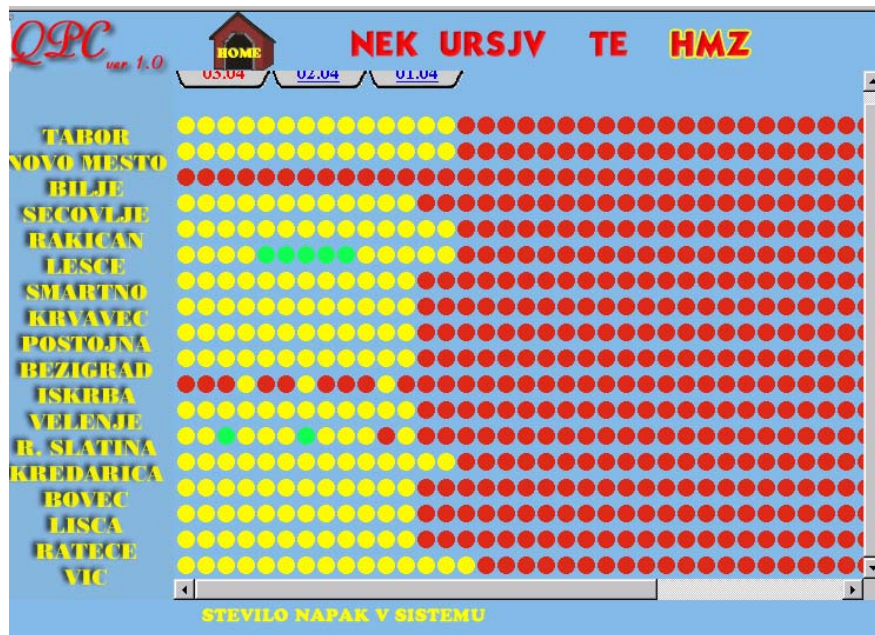 QPC ver. 1.0
HOME
NEK URSJV TE HMZ
03.04 02.04 01.04
TABOR
NOVO MESTO
BILJE
SECOVLJE
RAKICAN
LESCE
SMARTNO
KRVAVEC
POSTOJNA
BEZIGRAD
ISKRBA
VELENJE
R. SLATINA
KREDARICA
BOVEC
LISCA
RATECE
VIC
STEVILO NAPAK V SISTEMU